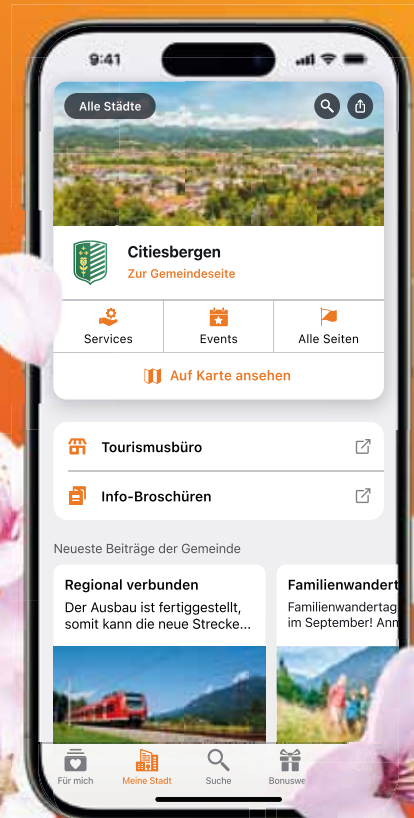 9:41
Alle Städte
Citiesbergen
Zur Gemeindeseite
Services
Events
Alle Seiten
Auf Karte ansehen
Tourismusbüro
Info-Broschüren
Neueste Beiträge der Gemeinde
Regional verbunden
Der Ausbau ist fertiggestellt,
somit kann die neue Strecke...
Familienwandert
Familienwandertag
im September! Anm
Für mich
Meine Stadt
Suche
Bonuswe